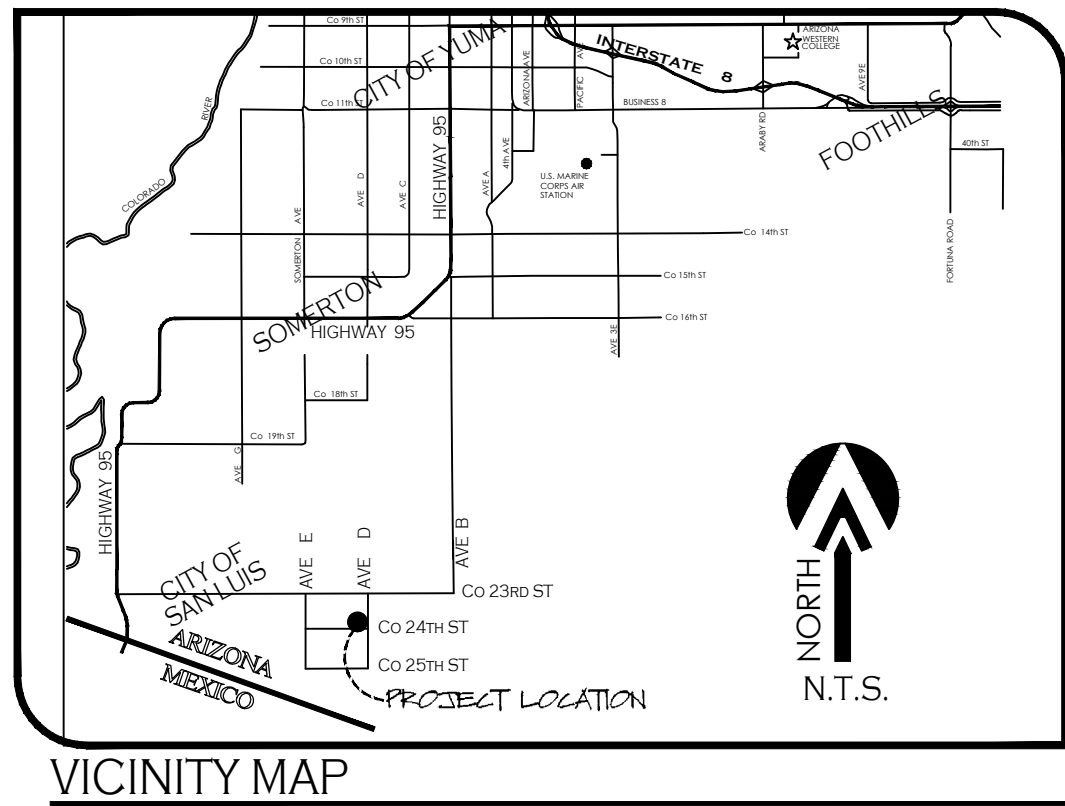 Co 9th ST
CITY OF YUMA
Co 10th ST
Co 11th ST
ARIZONA AVE
PACIFIC AVE
INTERSTATE 8
ARIZONA
WESTERN
COLLEGE
AVE 9E
BUSINESS 8
ARABY RD
FOOTHILLS
40th ST
FORTUNA ROAD
RIVER
COLORADO
SOMERTON AVE
AVE D
AVE C
HIGHWAY 95
AVE A
4th AVE
U.S. MARINE
CORPS AIR
STATION
Co 14th ST
Co 15th ST
Co 16th ST
AVE 3E
SOMERTON
HIGHWAY 95
Co 18th ST
Co 19th ST
AVE G
HIGHWAY 95
AVE E
AVE D
AVE B
CITY OF
SAN LUIS
Co 23RD ST
Co 24TH ST
Co 25TH ST
ARIZONA
MEXICO
PROJECT LOCATION
NORTH
N.T.S.
VICINITY MAP